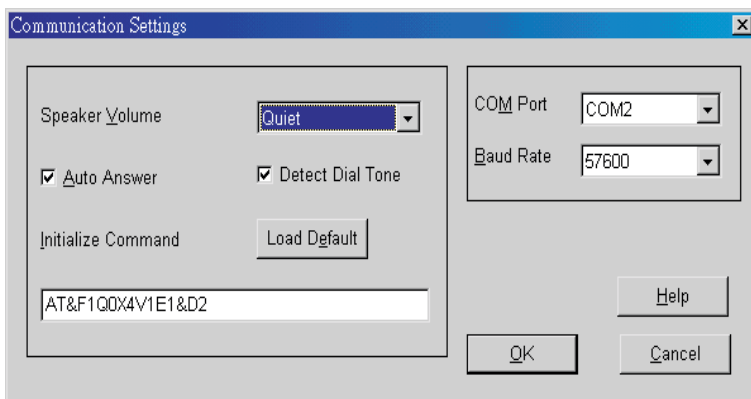 Communication Settings
Speaker Volume
Quiet
Auto Answer
Detect Dial Tone
Initialize Command
Load Default
AT&F1Q0X4V1E1&D2
COM Port
COM2
Baud Rate
57600
Help
OK
Cancel